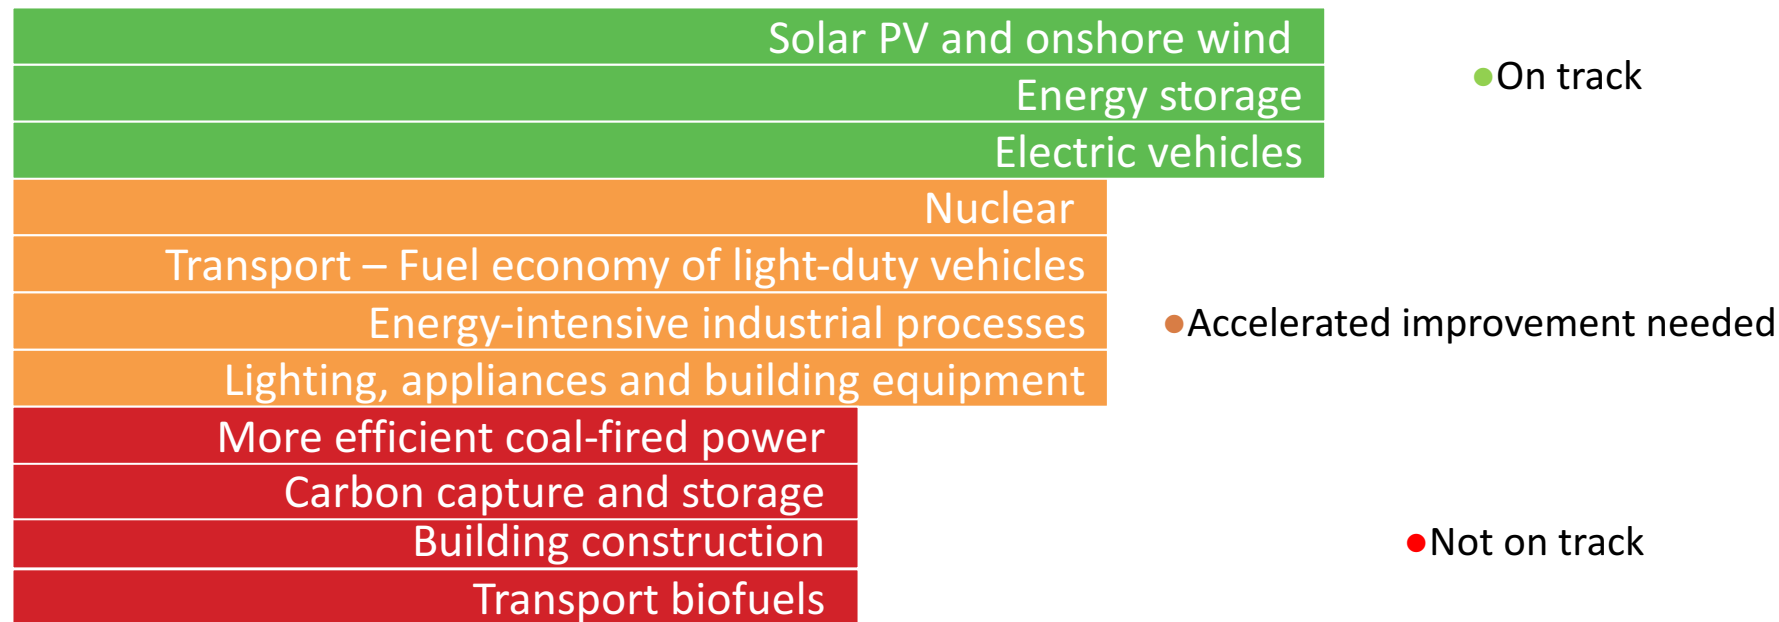 Solar PV and onshore wind
Energy storage
Electric vehicles
●On track
Nuclear
Transport – Fuel economy of light-duty vehicles
Energy-intensive industrial processes
Lighting, appliances and building equipment
●Accelerated improvement needed
More efficient coal-fired power
Carbon capture and storage
Building construction
Transport biofuels
●Not on track